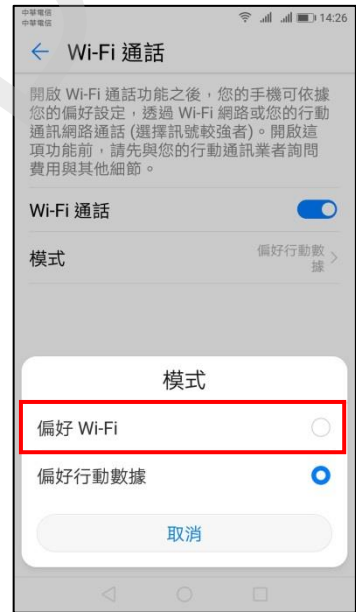 中華電信
中華電信
14:26
Wi-Fi 通話
開啟 Wi-Fi 通話功能之後，您的手機可依據
您的偏好設定，透過 Wi-Fi 網路或您的行動
通訊網路通話 (選擇訊號較強者)。開啟這
項功能前，請先與您的行動通訊業者詢問
費用與其他細節。
Wi-Fi 通話
模式
偏好行動數
據
模式
偏好 Wi-Fi
偏好行動數據
取消